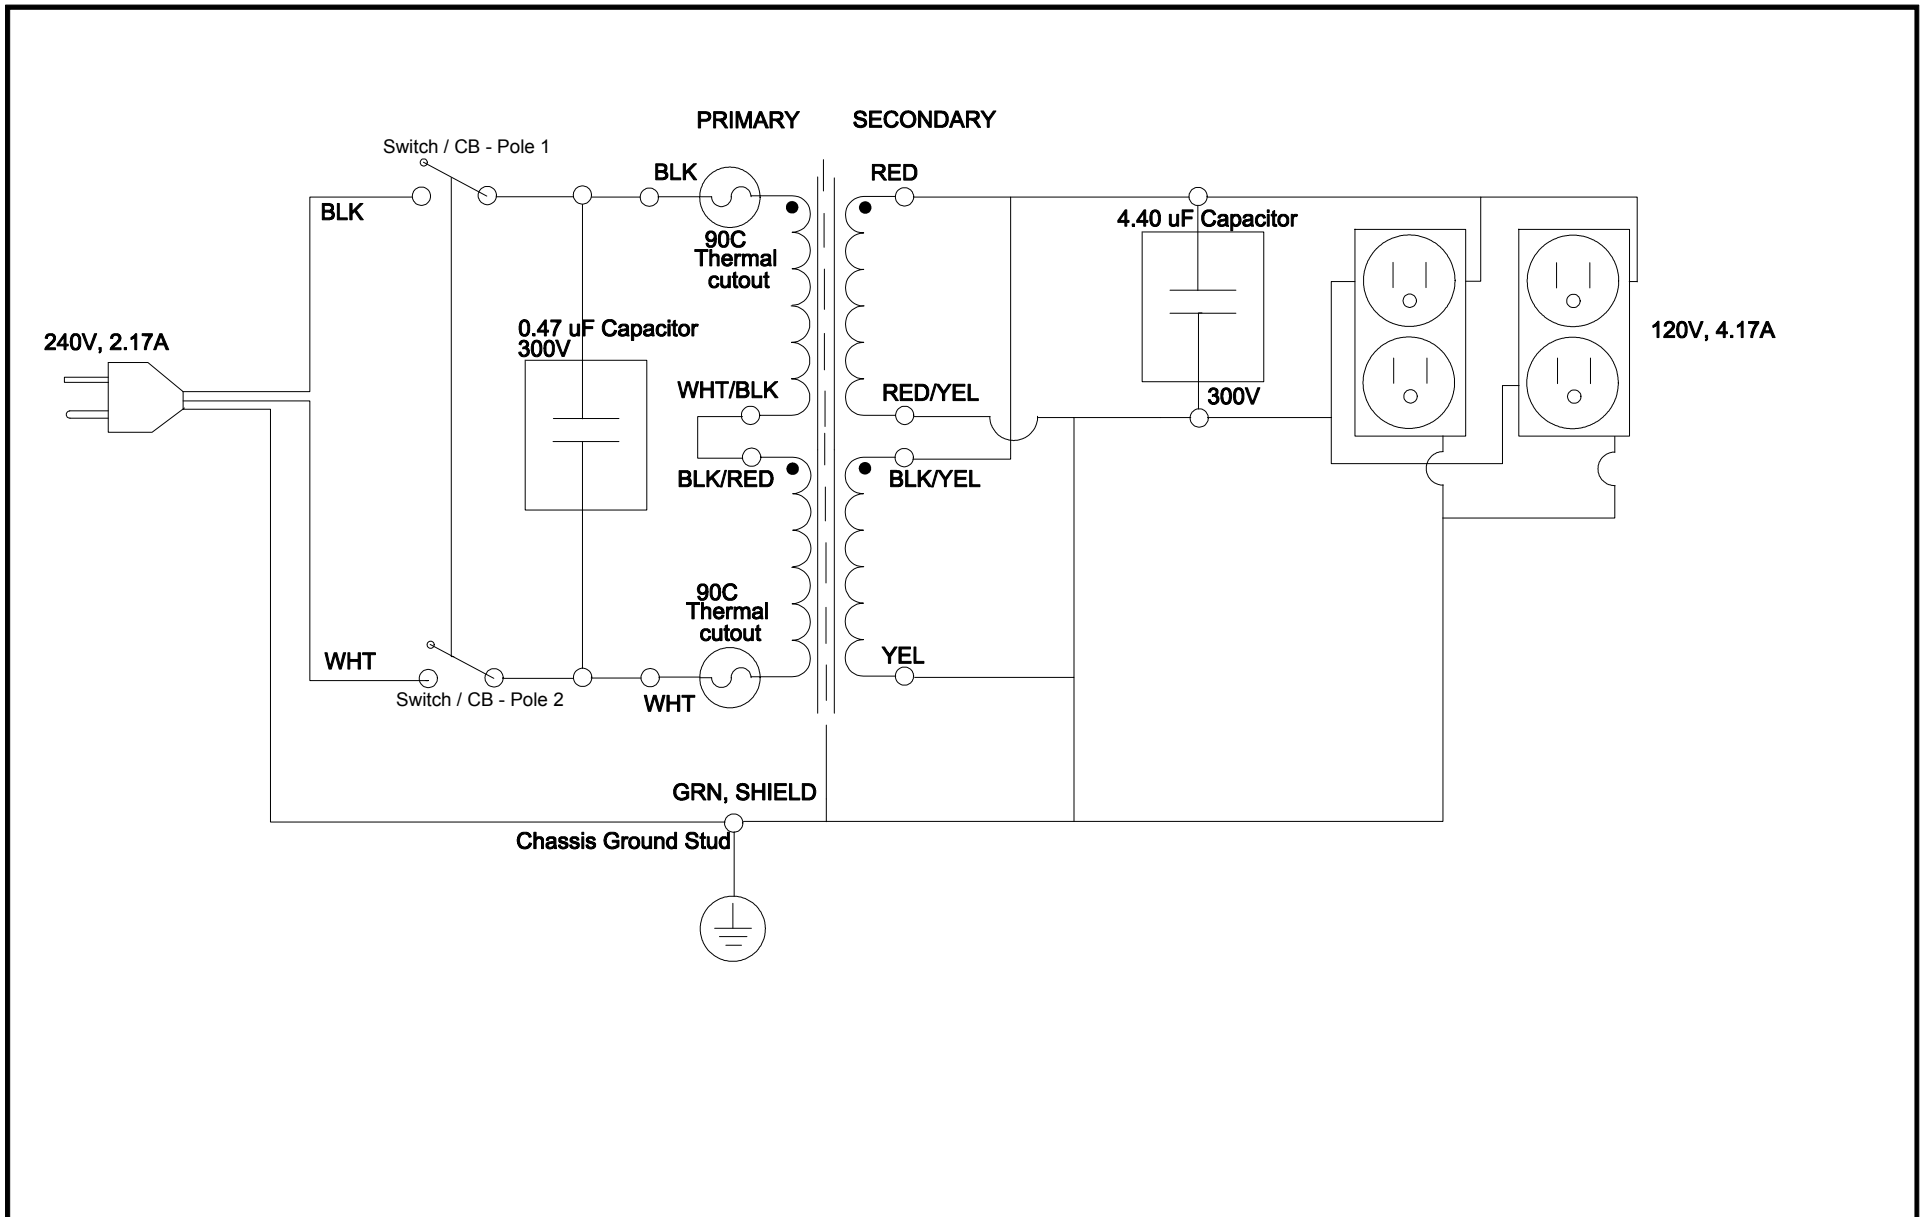 PRIMARY
SECONDARY
Switch / CB - Pole 1
BLK
RED
BLK
4.40 uF Capacitor
90C
Thermal
cutout
0.47 uF Capacitor
300V
240V, 2.17A
120V, 4.17A
WHT/BLK
RED/YEL
300V
BLK/RED
BLK/YEL
90C
Thermal
cutout
WHT
YEL
Switch / CB - Pole 2
WHT
GRN, SHIELD
Chassis Ground Stud